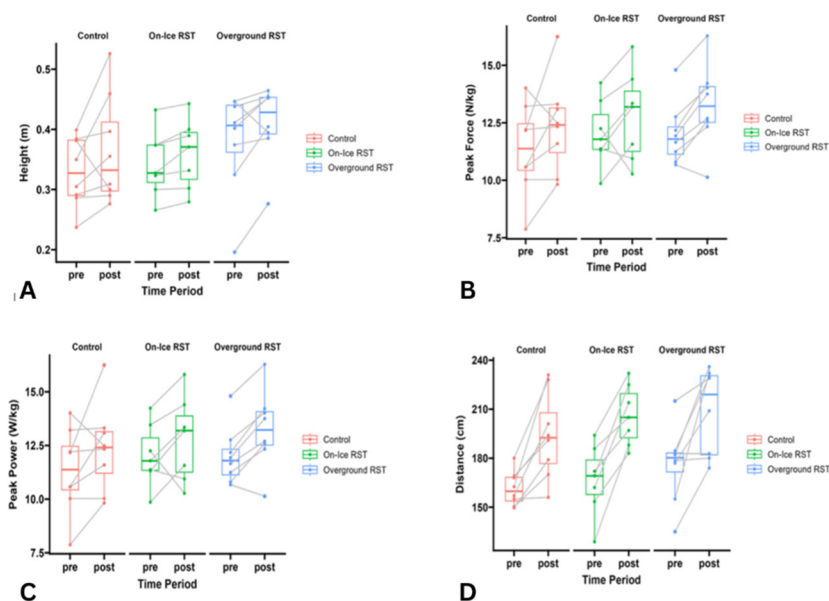 Control On-Ice RST Overground RST
0.5
0.4
0.3
0.2
Height (m)
Control
On-Ice RST
Overground RST
pre post pre post pre post
Time Period
A
Control On-Ice RST Overground RST
15.0
12.5
10.0
7.5
Peak Force (N/kg)
Control
On-Ice RST
Overground RST
pre post pre post pre post
Time Period
B
Control On-Ice RST Overground RST
15.0
12.5
10.0
7.5
Peak Power (W/kg)
Control
On-Ice RST
Overground RST
pre post pre post pre post
Time Period
C
Control On-Ice RST Overground RST
240
210
180
150
Distance (cm)
Control
On-Ice RST
Overground RST
pre post pre post pre post
Time Period
D